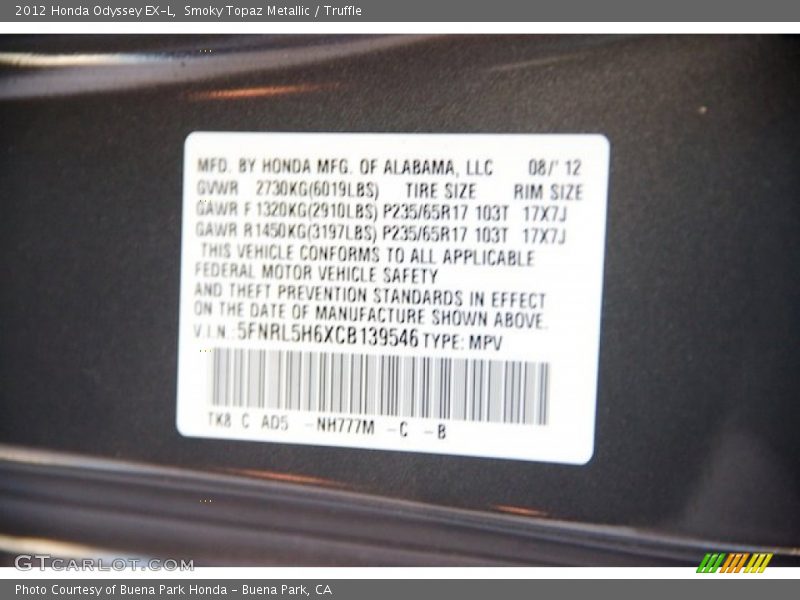 2012 Honda Odyssey EX-L, Smoky Topaz Metallic / Truffle
MFD. BY HONDA MFG. OF ALABAMA, LLC 08/' 12
GVWR 2730KG(6019LBS) TIRE SIZE RIM SIZE
GAWR F 1320KG(2910LBS) P235/65R17 103T 17X7J
GAWR R1450KG(3197LBS) P235/65R17 103T 17X7J
THIS VEHICLE CONFORMS TO ALL APPLICABLE
FEDERAL MOTOR VEHICLE SAFETY
AND THEFT PREVENTION STANDARDS IN EFFECT
ON THE DATE OF MANUFACTURE SHOWN ABOVE.
V.I.N.:5FNRL5H6XCB139546 TYPE: MPV
TK8 C AD5 -NH777M -C -B
GTCARLOT.COM
Photo Courtesy of Buena Park Honda - Buena Park, CA